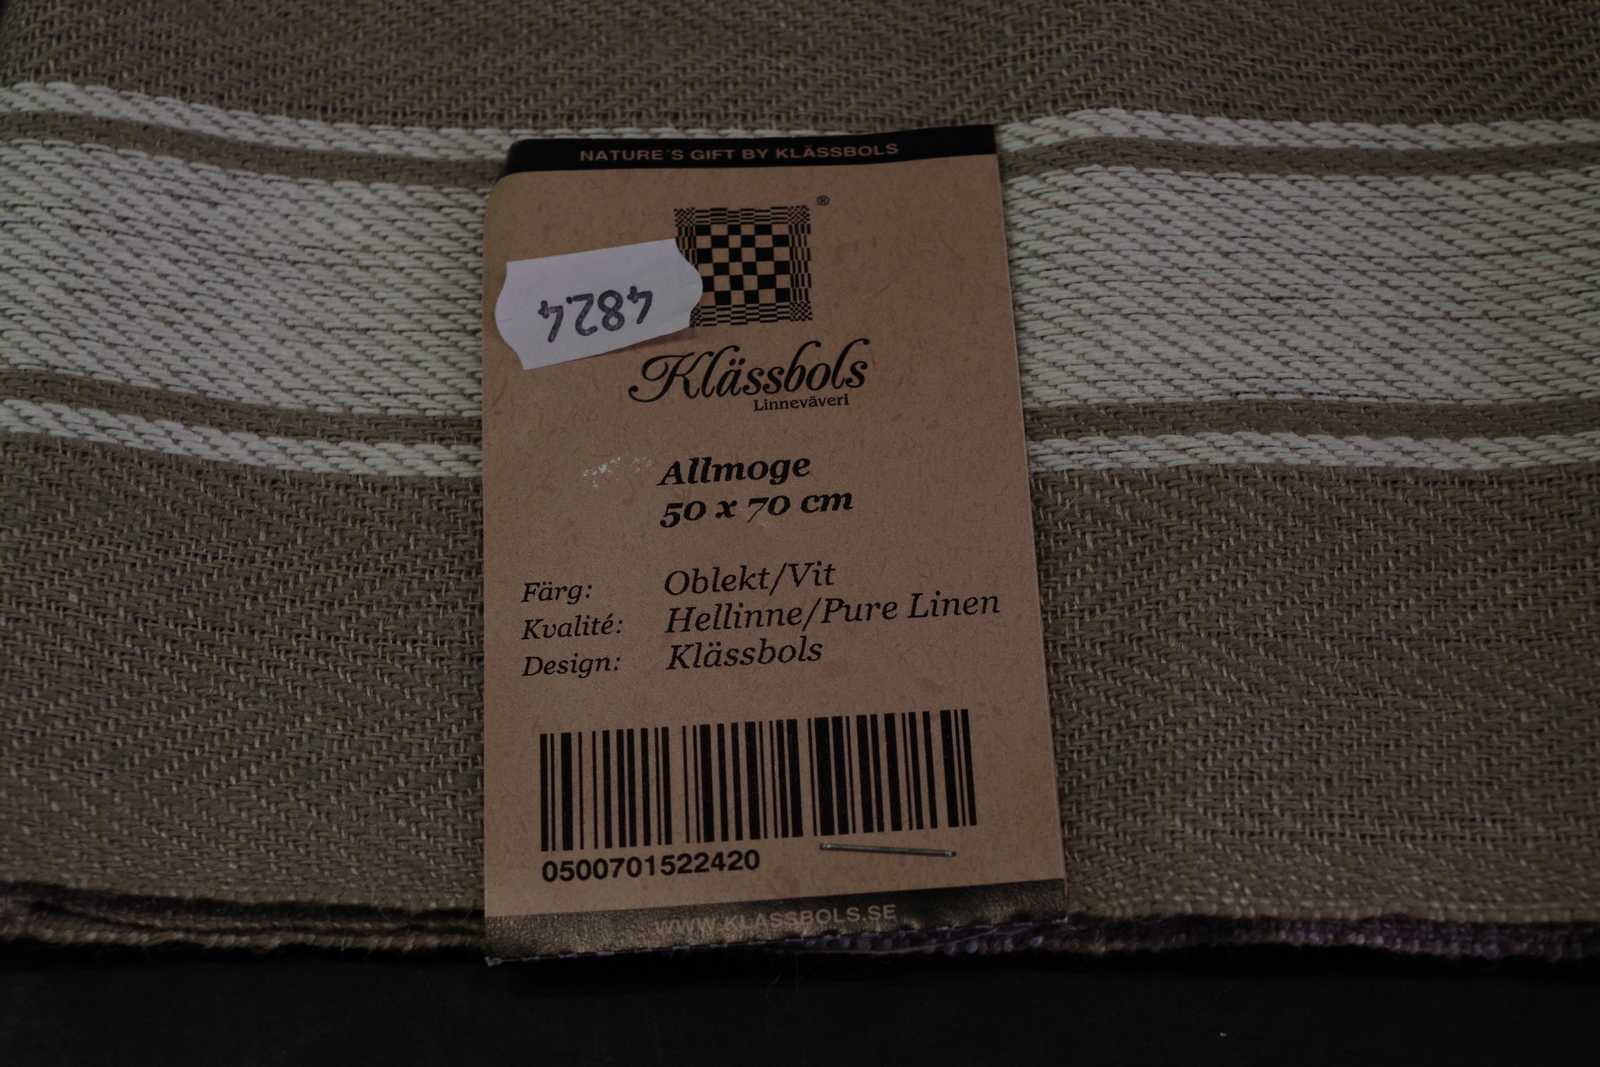 NATURE´S GIFT BY KLÄSSBOLS
®
4824
Klässbols
Linneväveri
Allmoge
50 x 70 cm
Färg: Oblekt/Vit
Kvalité: Hellinne/Pure Linen
Design: Klässbols
0500701522420
WWW.KLASSBOLS.SE